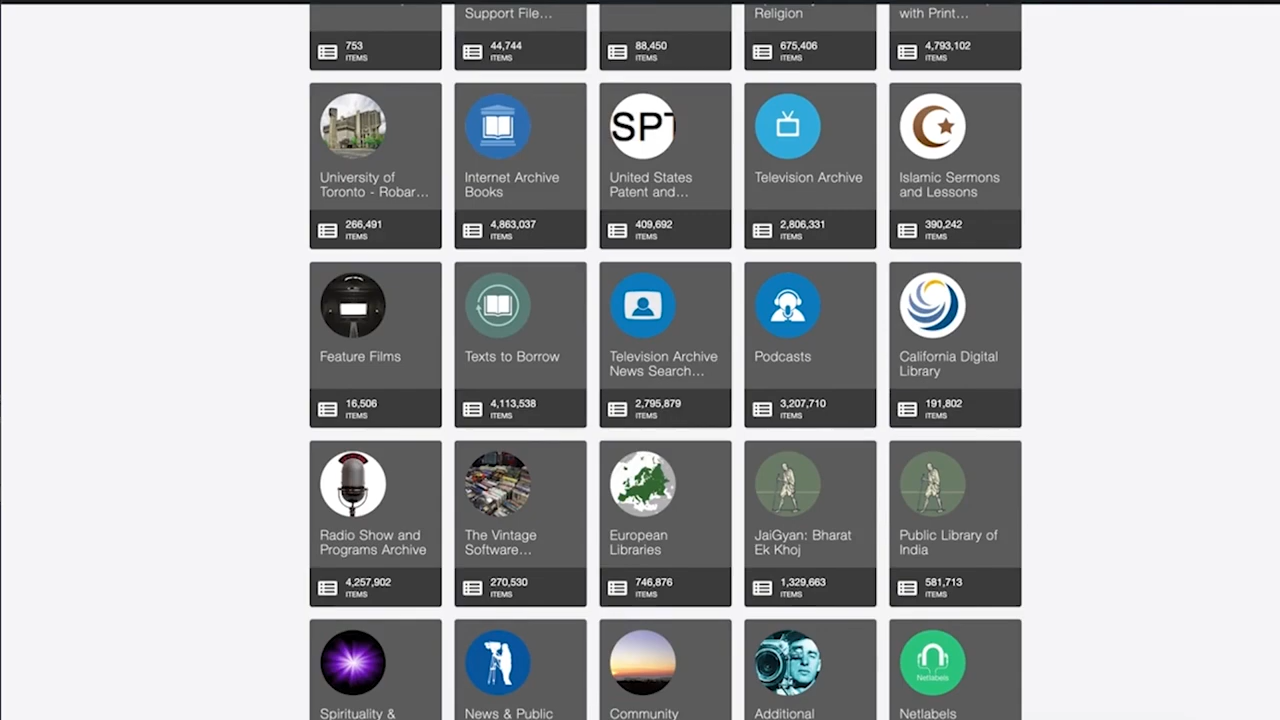 Support File...
Religion
with Print...
753
ITEMS
44,744
ITEMS
88,450
ITEMS
675,406
ITEMS
4,793,102
ITEMS
SPT
University of
Toronto - Robar...
Internet Archive
Books
United States
Patent and...
Television Archive
Islamic Sermons
and Lessons
266,491
ITEMS
4,863,037
ITEMS
409,692
ITEMS
2,806,331
ITEMS
390,242
ITEMS
Feature Films
Texts to Borrow
Television Archive
News Search...
Podcasts
California Digital
Library
16,506
ITEMS
4,113,538
ITEMS
2,795,879
ITEMS
3,207,710
ITEMS
191,802
ITEMS
Radio Show and
Programs Archive
The Vintage
Software...
European
Libraries
JaiGyan: Bharat
Ek Khoj
Public Library of
India
4,257,902
ITEMS
270,530
ITEMS
746,876
ITEMS
1,329,663
ITEMS
581,713
ITEMS
Netlabels
Spirituality &
News & Public
Community
Additional
Netlabels